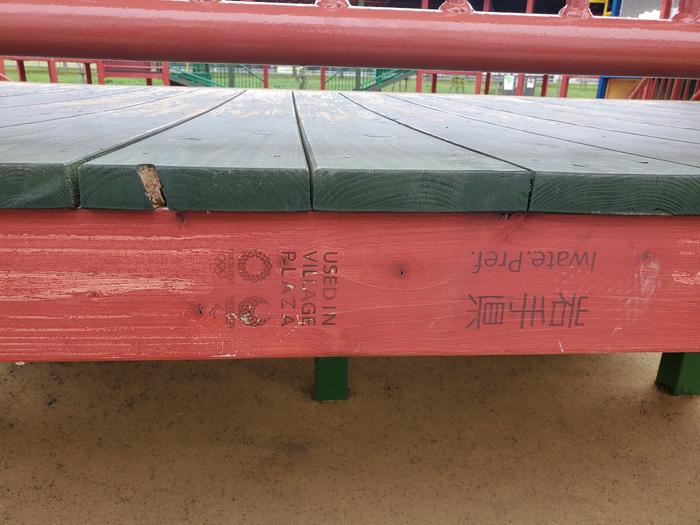 USED IN
VILLAGE
PLAZA
岩手県
Iwate.Pref.